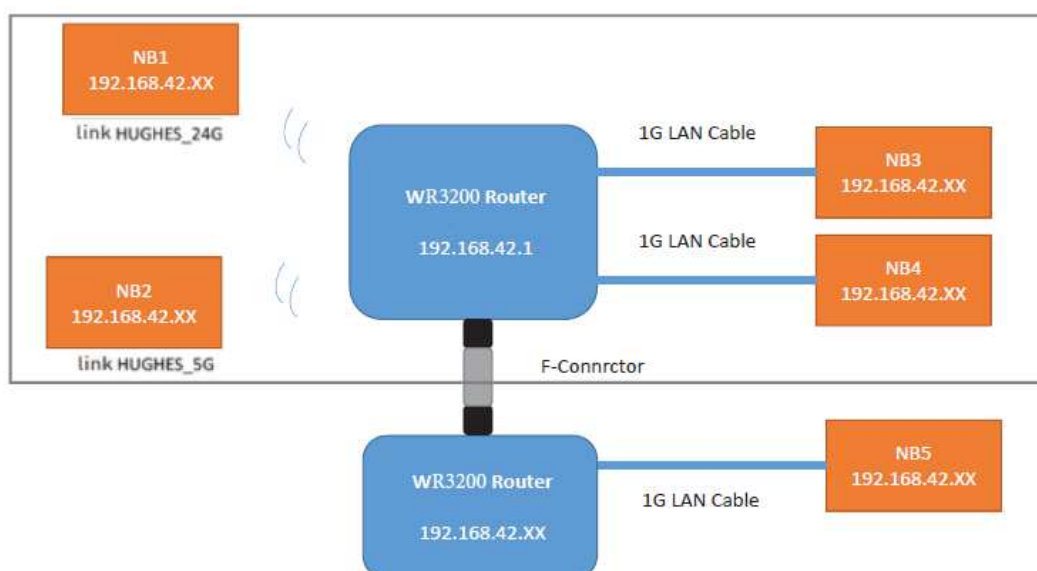 NB1
192.168.42.XX
link HUGHES_24G
1G LAN Cable
NB3
192.168.42.XX
WR3200 Router
192.168.42.1
1G LAN Cable
NB4
192.168.42.XX
NB2
192.168.42.XX
link HUGHES_5G
F-Connrctor
WR3200 Router
192.168.42.XX
1G LAN Cable
NB5
192.168.42.XX